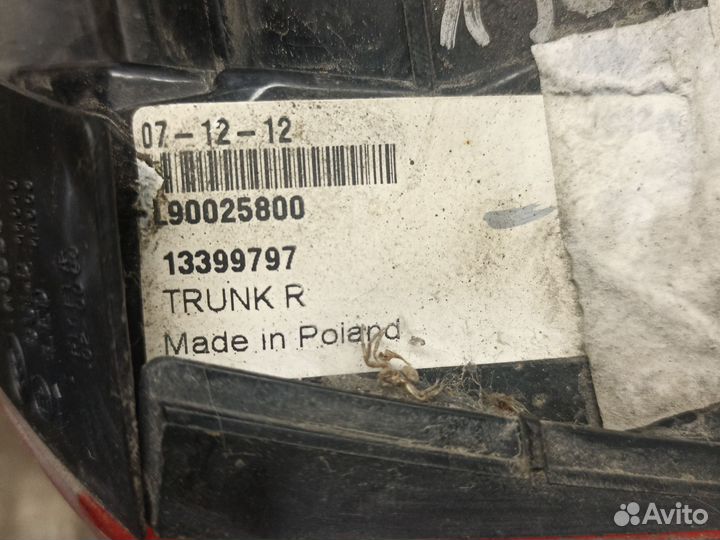 07-12-12
L90025800
13399797
TRUNK R
Made in Poland
Avito